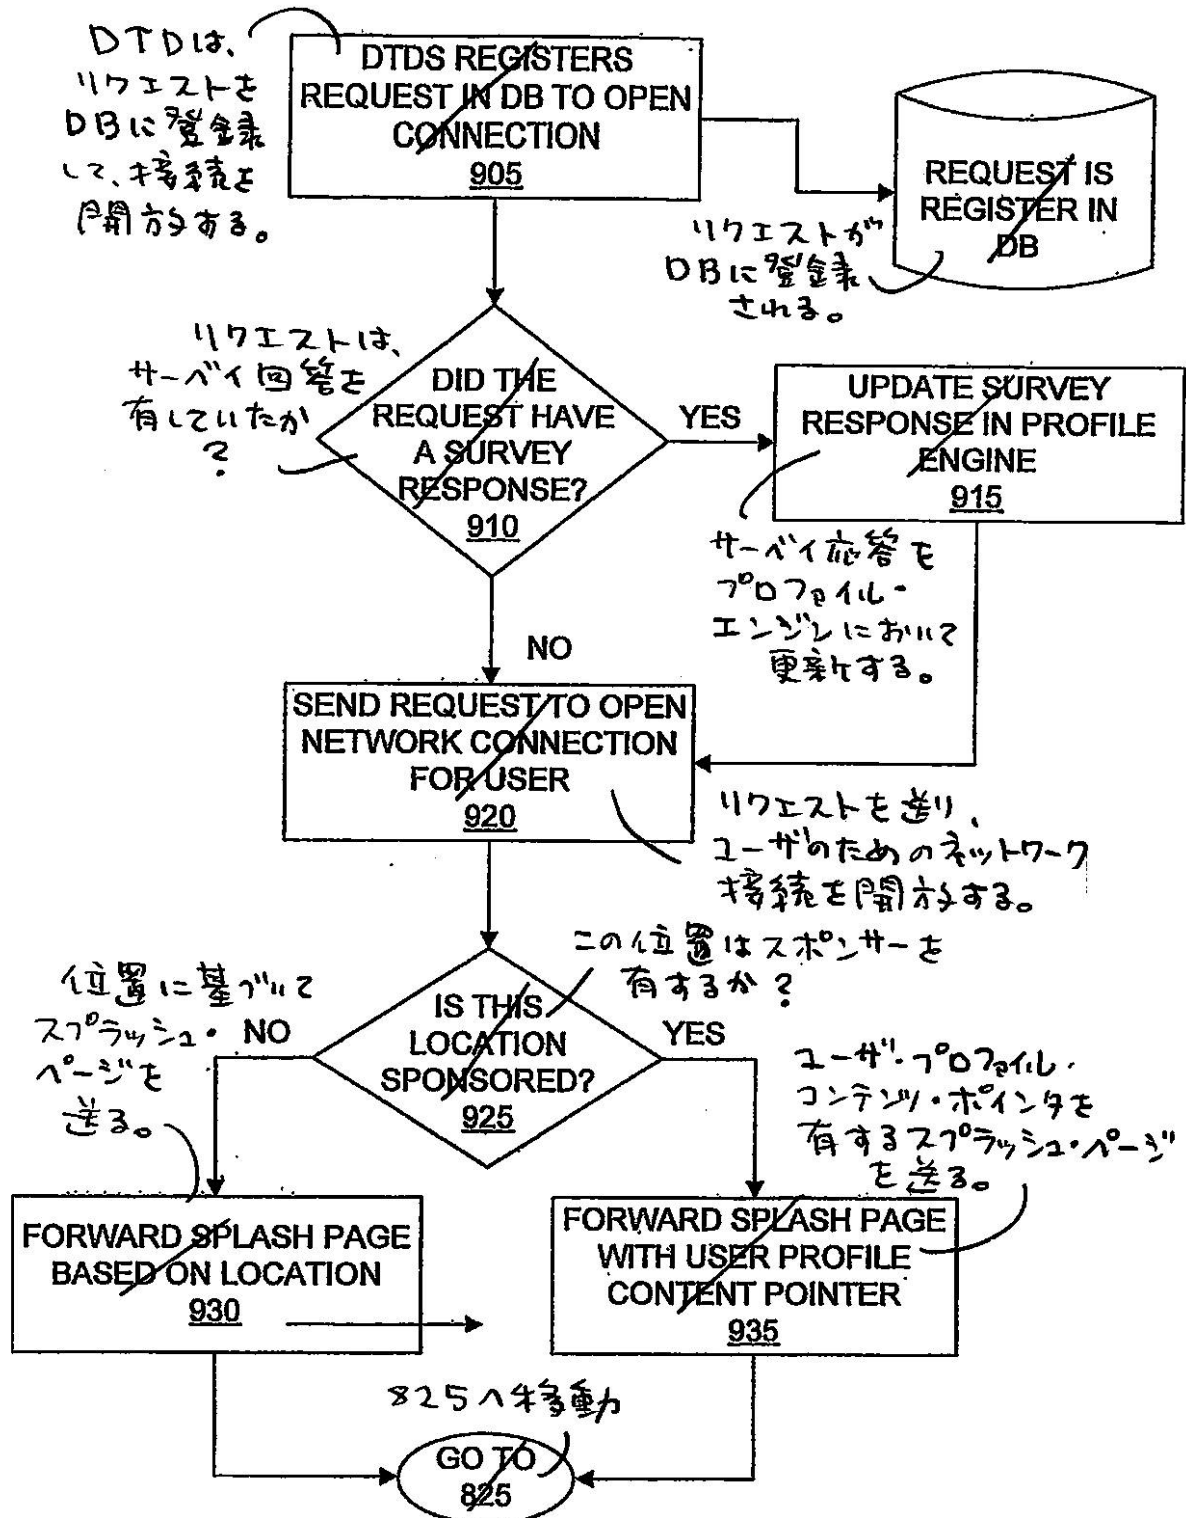 DTDは、
リクエストを
DBに登録
して、接続を
開放する。
DTDS REGISTERS
REQUEST IN DB TO OPEN
CONNECTION
905
REQUEST IS
REGISTER IN
DB
リクエストが
DBに登録
される。
リクエストは、
サーベイ回答を
有していたか
?
DID THE
REQUEST HAVE
A SURVEY
RESPONSE?
910
YES
UPDATE SURVEY
RESPONSE IN PROFILE
ENGINE
915
サーベイ応答を
プロファイル・
エンジンにおいて
更新する。
NO
SEND REQUEST TO OPEN
NETWORK CONNECTION
FOR USER
920
リクエストを送り、
ユーザのためのネットワーク
接続を開放する。
この位置はスポンサーを
有するか?
IS THIS
LOCATION
SPONSORED?
925
NO
YES
位置に基づいて
スプラッシュ・
ページを
送る。
ユーザ・プロファイル・
コンテンツ・ポインタを
有するスプラッシュ・ページ
を送る。
FORWARD SPLASH PAGE
BASED ON LOCATION
930
FORWARD SPLASH PAGE
WITH USER PROFILE
CONTENT POINTER
935
825へ移動
GO TO
825